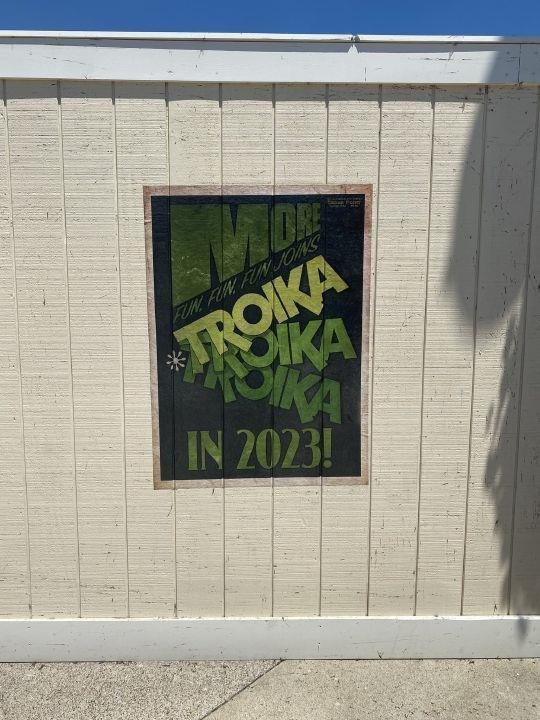 MORE
FUN, FUN, FUN JOINS
TROIKA
TROIKA
TROIKA
IN 2023!